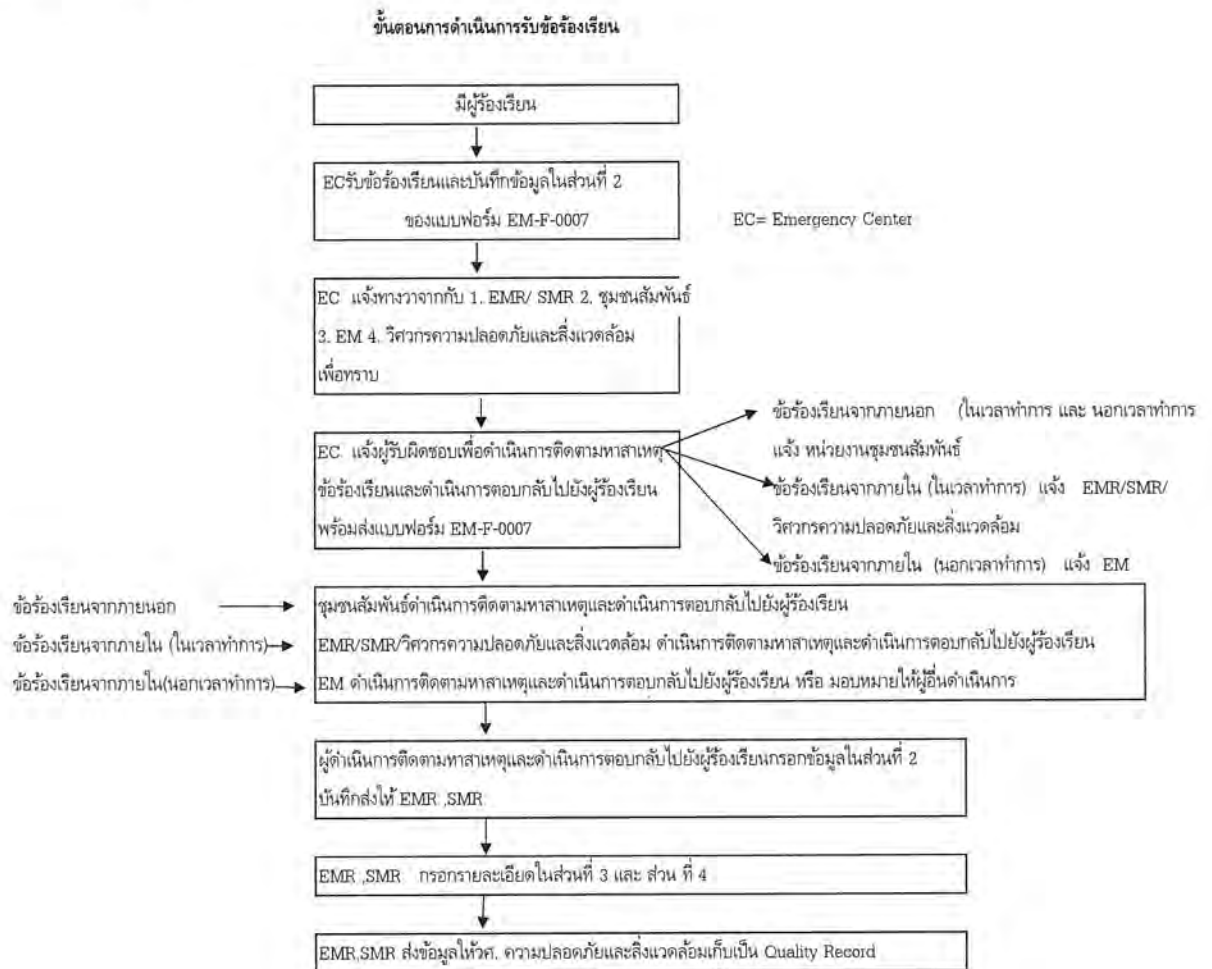 ขั้นตอนการดำเนินการรับข้อร้องเรียน
มีผู้ร้องเรียน
ECรับข้อร้องเรียนและบันทึกข้อมูลในส่วนที่ 2
ของแบบฟอร์ม EM-F-0007
EC= Emergency Center
EC แจ้งทางวาจากกับ 1. EMR/ SMR 2. ชุมชนสัมพันธ์
3. EM 4. วิศวกรความปลอดภัยและสิ่งแวดล้อม
เพื่อทราบ
EC แจ้งผู้รับผิดชอบเพื่อดำเนินการติดตามหาสาเหตุ
ข้อร้องเรียนและดำเนินการตอบกลับไปยังผู้ร้องเรียน
พร้อมส่งแบบฟอร์ม EM-F-0007
ข้อร้องเรียนจากภายนอก (ในเวลาทำการ และ นอกเวลาทำการ
แจ้ง หน่วยงานชุมชนสัมพันธ์
ข้อร้องเรียนจากภายใน (ในเวลาทำการ) แจ้ง EMR/SMR/
วิศวกรความปลอดภัยและสิ่งแวดล้อม
ข้อร้องเรียนจากภายใน (นอกเวลาทำการ) แจ้ง EM
ข้อร้องเรียนจากภายนอก
ชุมชนสัมพันธ์ดำเนินการติดตามหาสาเหตุและดำเนินการตอบกลับไปยังผู้ร้องเรียน
ข้อร้องเรียนจากภายใน (ในเวลาทำการ)
EMR/SMR/วิศวกรความปลอดภัยและสิ่งแวดล้อม ดำเนินการติดตามหาสาเหตุและดำเนินการตอบกลับไปยังผู้ร้องเรียน
ข้อร้องเรียนจากภายใน(นอกเวลาทำการ)
EM ดำเนินการติดตามหาสาเหตุและดำเนินการตอบกลับไปยังผู้ร้องเรียน หรือ มอบหมายให้ผู้อื่นดำเนินการ
ผู้ดำเนินการติดตามหาสาเหตุและดำเนินการตอบกลับไปยังผู้ร้องเรียนกรอกข้อมูลในส่วนที่ 2
บันทึกส่งให้ EMR ,SMR
EMR ,SMR กรอกรายละเอียดในส่วนที่ 3 และ ส่วน ที่ 4
EMR,SMR ส่งข้อมูลให้วศ. ความปลอดภัยและสิ่งแวดล้อมเก็บเป็น Quality Record